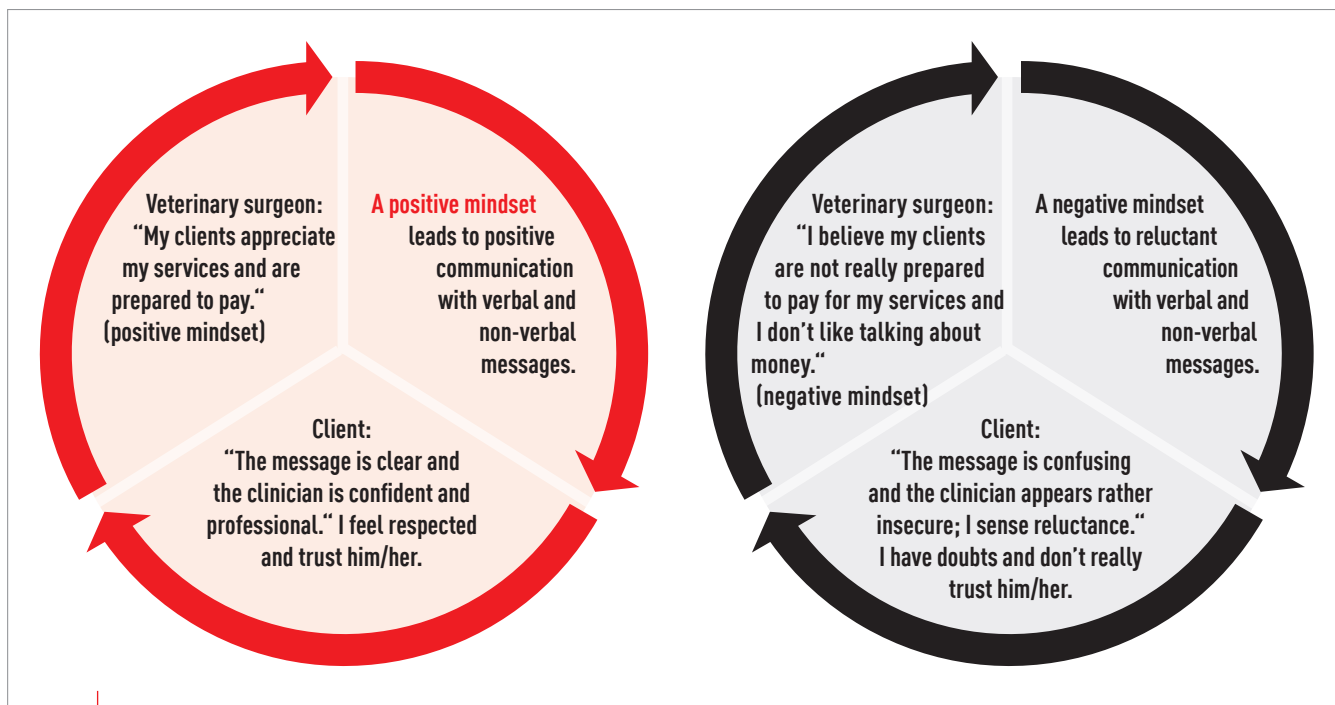 Veterinary surgeon:
“My clients appreciate
my services and are
prepared to pay.“
(positive mindset)
A positive mindset
leads to positive
communication
with verbal and
non-verbal
messages.
Client:
“The message is clear and
the clinician is confident and
professional.“ I feel respected
and trust him/her.
Veterinary surgeon:
“I believe my clients
are not really prepared
to pay for my services and
I don’t like talking about
money.“
(negative mindset)
A negative mindset
leads to reluctant
communication
with verbal and
non-verbal
messages.
Client:
“The message is confusing
and the clinician appears rather
insecure; I sense reluctance.“
I have doubts and don’t really
trust him/her.